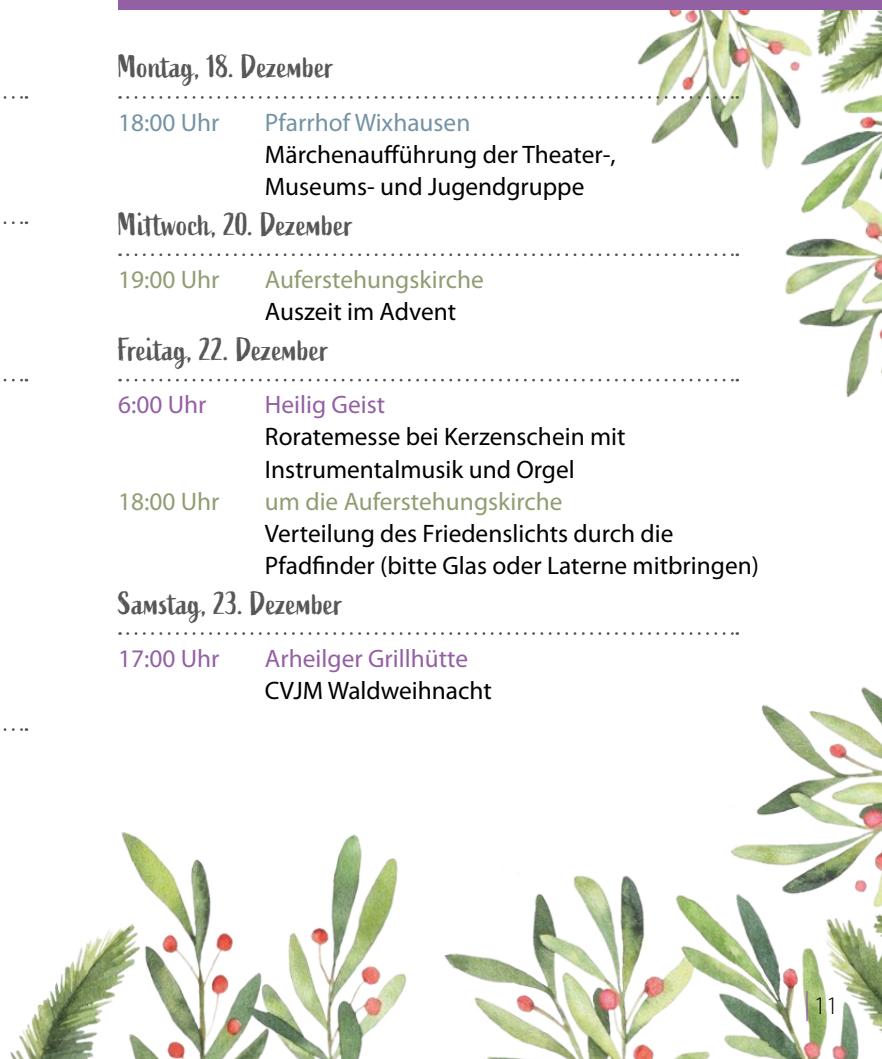 Montag, 18. Dezember
18:00 Uhr Pfarrhof Wixhausen
Märchenaufführung der Theater-,
Museums- und Jugendgruppe
Mittwoch, 20. Dezember
19:00 Uhr Auferstehungskirche
Auszeit im Advent
Freitag, 22. Dezember
6:00 Uhr Heilig Geist
Roratemesse bei Kerzenschein mit
Instrumentalmusik und Orgel
18:00 Uhr um die Auferstehungskirche
Verteilung des Friedenslichts durch die
Pfadfinder (bitte Glas oder Laterne mitbringen)
Samstag, 23. Dezember
17:00 Uhr Arheilger Grillhütte
CVJM Waldweihnacht
11